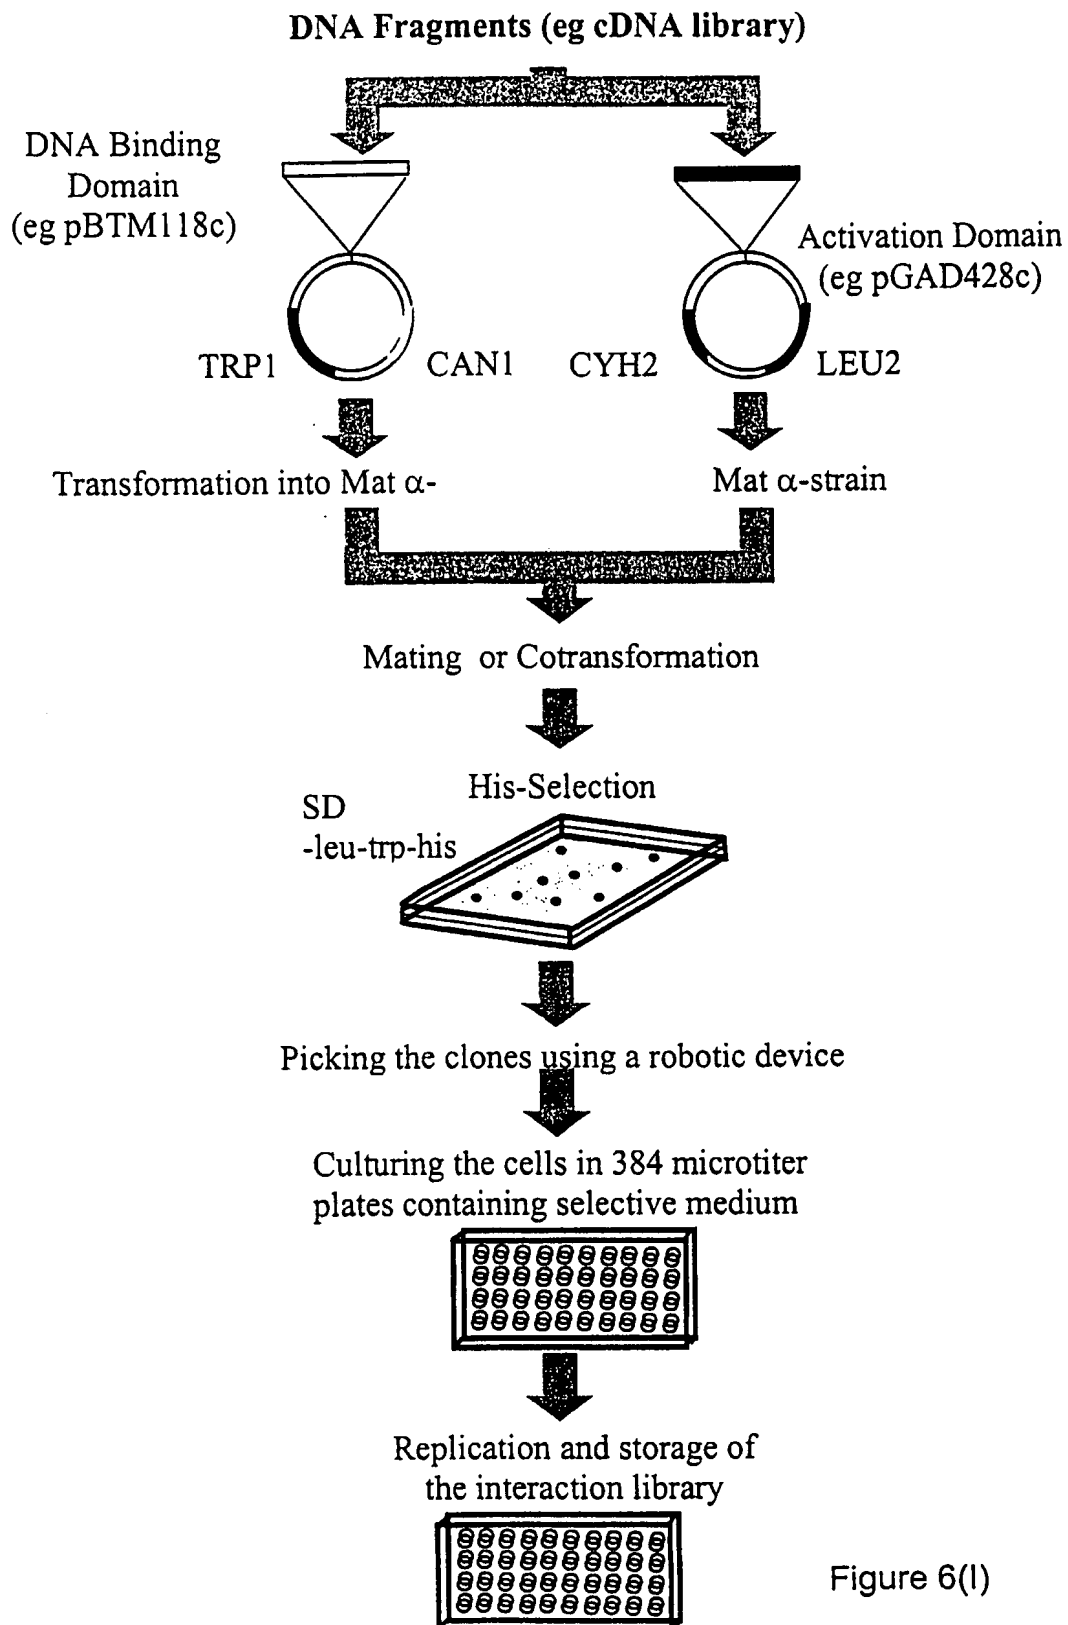 DNA Fragments (eg cDNA library)
DNA Binding
Domain
(eg pBTM118c)
Activation Domain
(eg pGAD428c)
TRP1
CAN1
CYH2
LEU2
Transformation into Mat α-
Mat α-strain
Mating or Cotransformation
His-Selection
SD
-leu-trp-his
Picking the clones using a robotic device
Culturing the cells in 384 microtiter
plates containing selective medium
Replication and storage of
the interaction library
Figure 6(I)